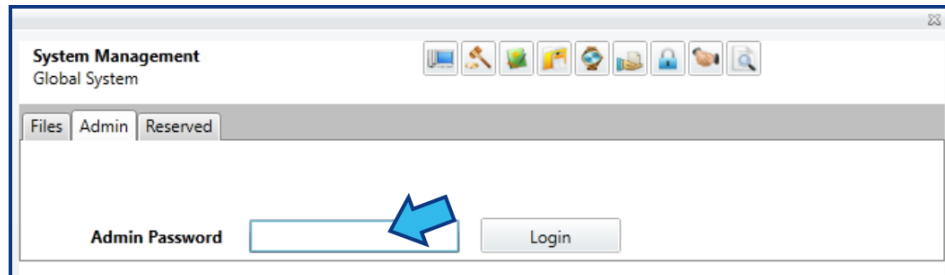 System Management
Global System
Files Admin Reserved
Admin Password Login